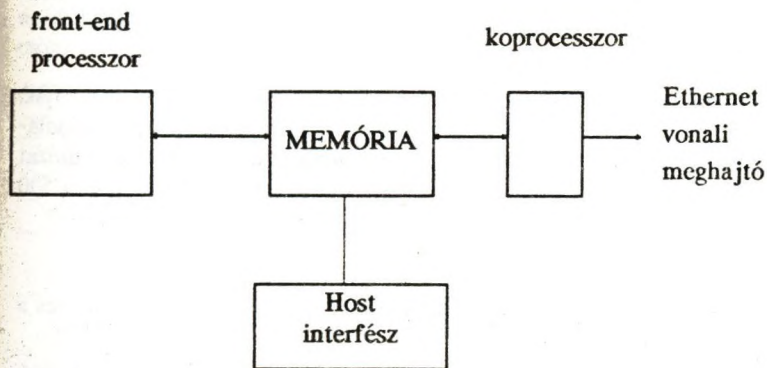 front-end
processzor
koprocesszor
MEMÓRIA
Ethernet
vonali
meghajtó
Host
interfész